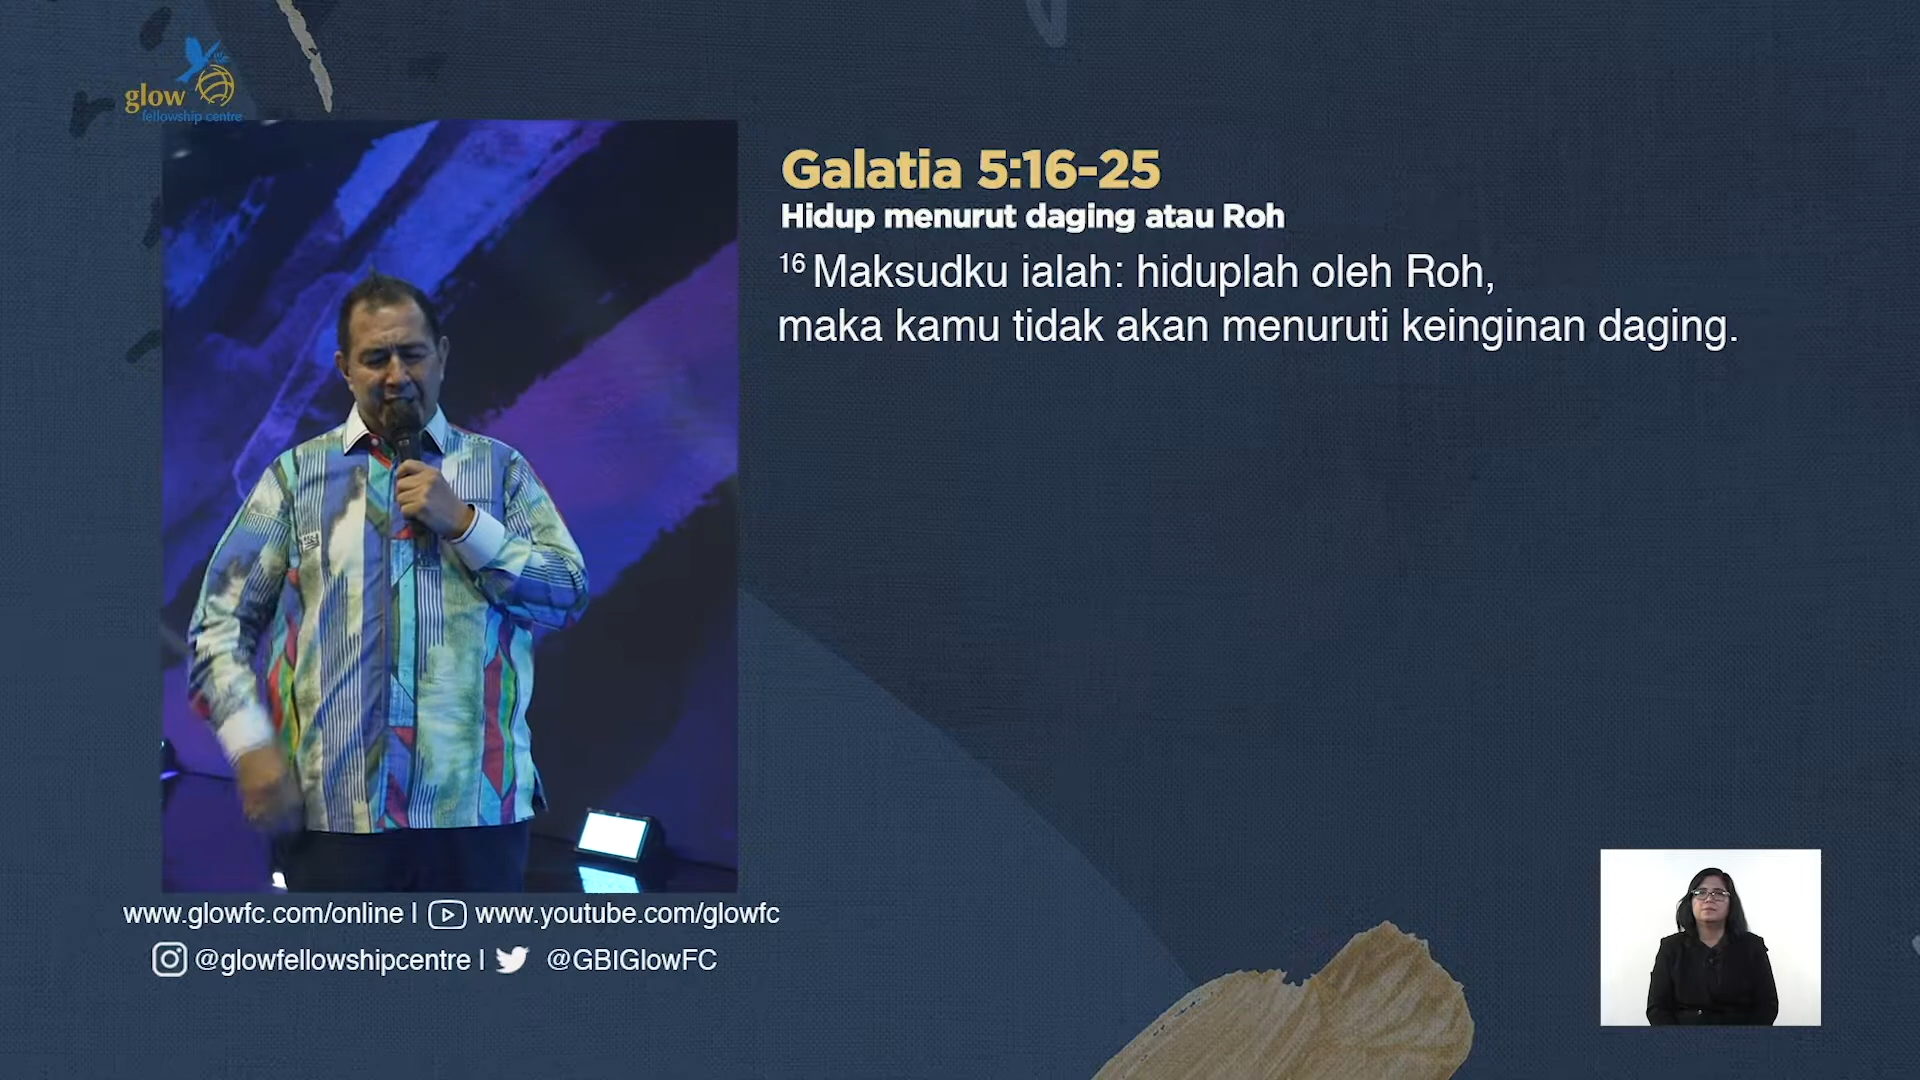 glow
fellowship centre
Galatia 5:16-25
Hidup menurut daging atau Roh
16 Maksudku ialah: hiduplah oleh Roh,
maka kamu tidak akan menuruti keinginan daging.
www.glowfc.com/online | www.youtube.com/glowfc
@glowfellowshipcentre | @GBIGlowFC